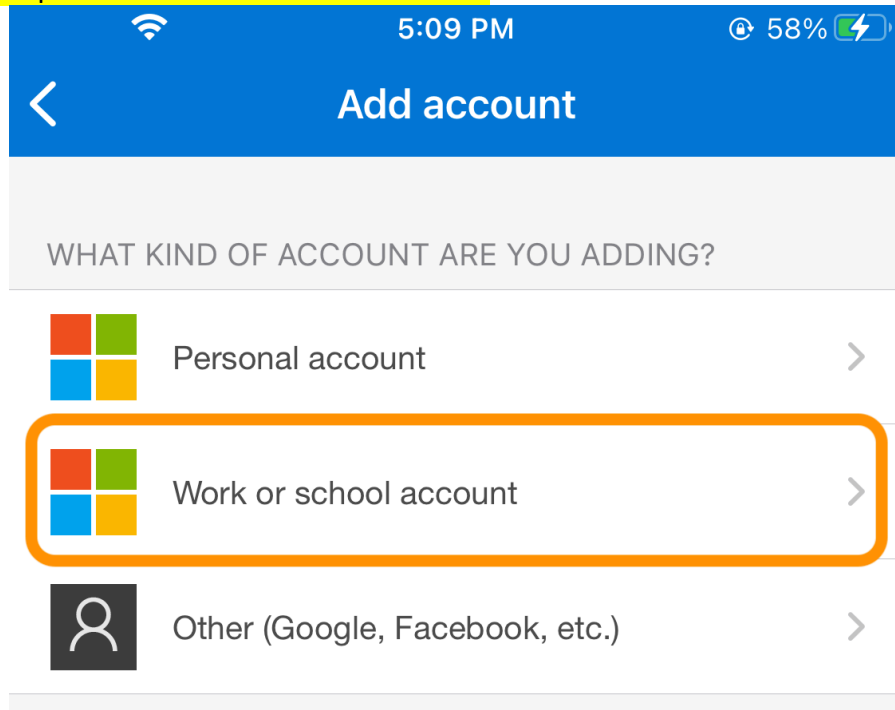 5:09 PM 58%
Add account
WHAT KIND OF ACCOUNT ARE YOU ADDING?
Personal account
Work or school account
Other (Google, Facebook, etc.)